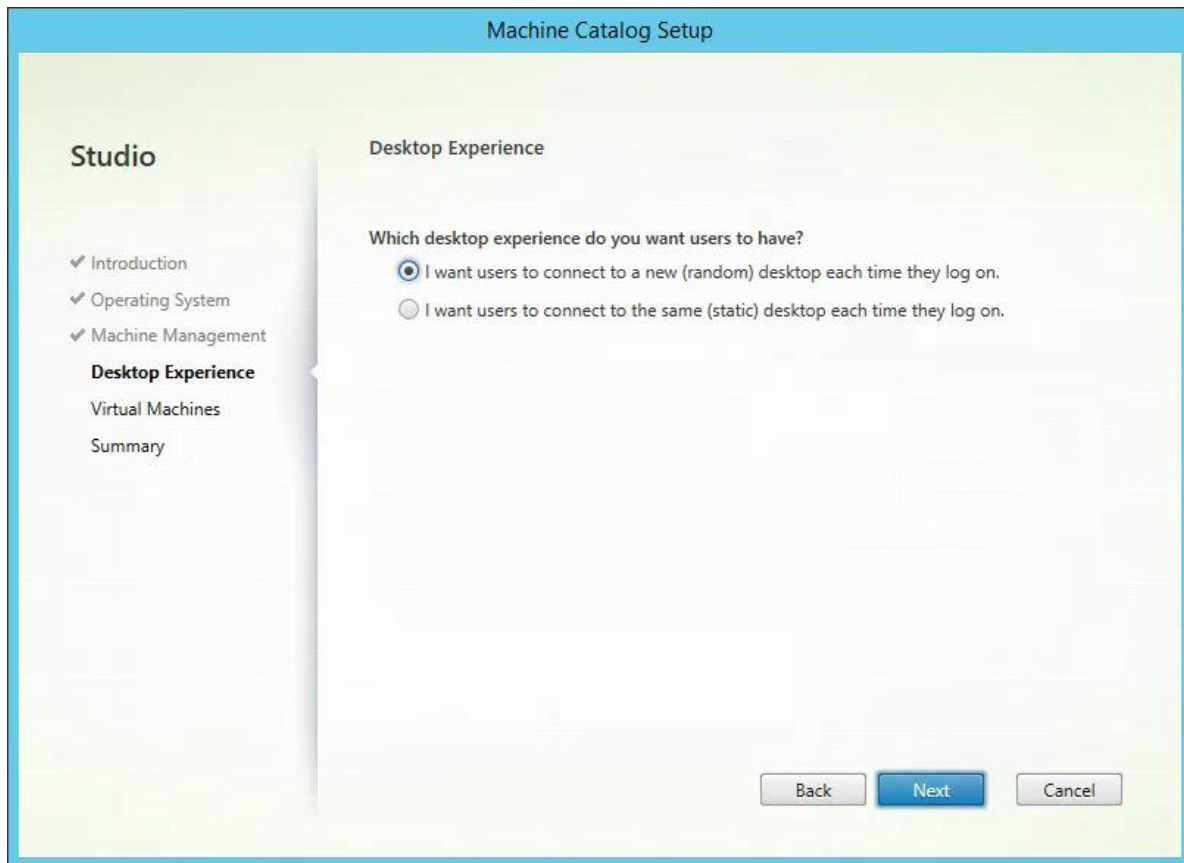 Machine Catalog Setup
Studio
Introduction
Operating System
Machine Management
Desktop Experience
Virtual Machines
Summary
Desktop Experience
Which desktop experience do you want users to have?
I want users to connect to a new (random) desktop each time they log on.
I want users to connect to the same (static) desktop each time they log on.
Back
Next
Cancel